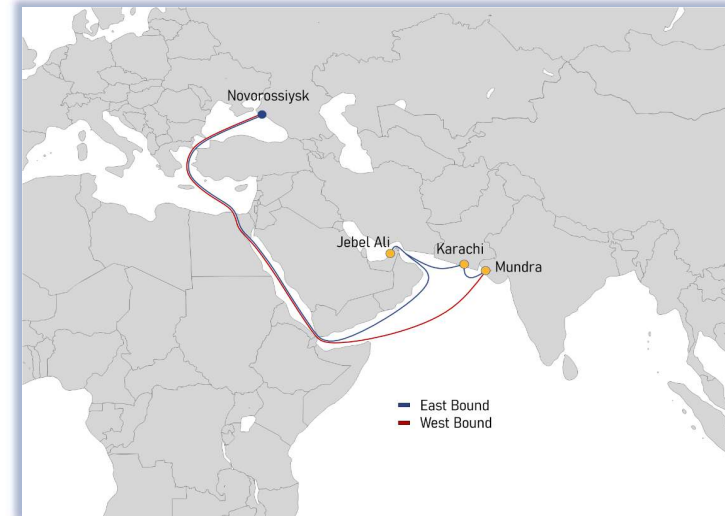 Novorossiysk
Jebel Ali
Karachi
Mundra
East Bound
West Bound